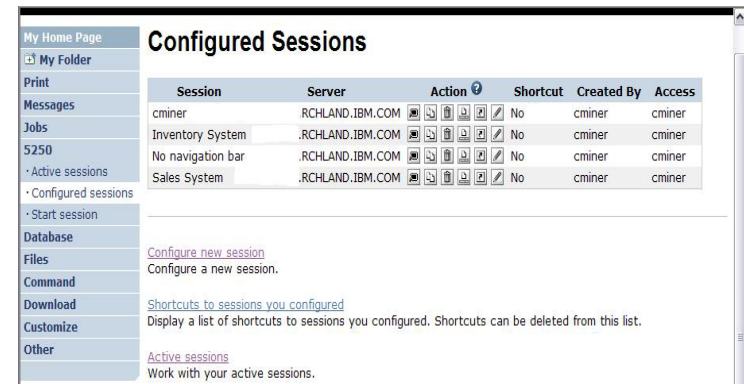 My Home Page
My Folder
Print
Messages
Jobs
5250
· Active sessions
· Configured sessions
· Start session
Database
Files
Command
Download
Customize
Other
Configured Sessions
Session Server Action ? Shortcut Created By Access
cminer .RCHLAND.IBM.COM No cminer cminer
Inventory System .RCHLAND.IBM.COM No cminer cminer
No navigation bar .RCHLAND.IBM.COM No cminer cminer
Sales System .RCHLAND.IBM.COM No cminer cminer
Configure new session
Configure a new session.
Shortcuts to sessions you configured
Display a list of shortcuts to sessions you configured. Shortcuts can be deleted from this list.
Active sessions
Work with your active sessions.